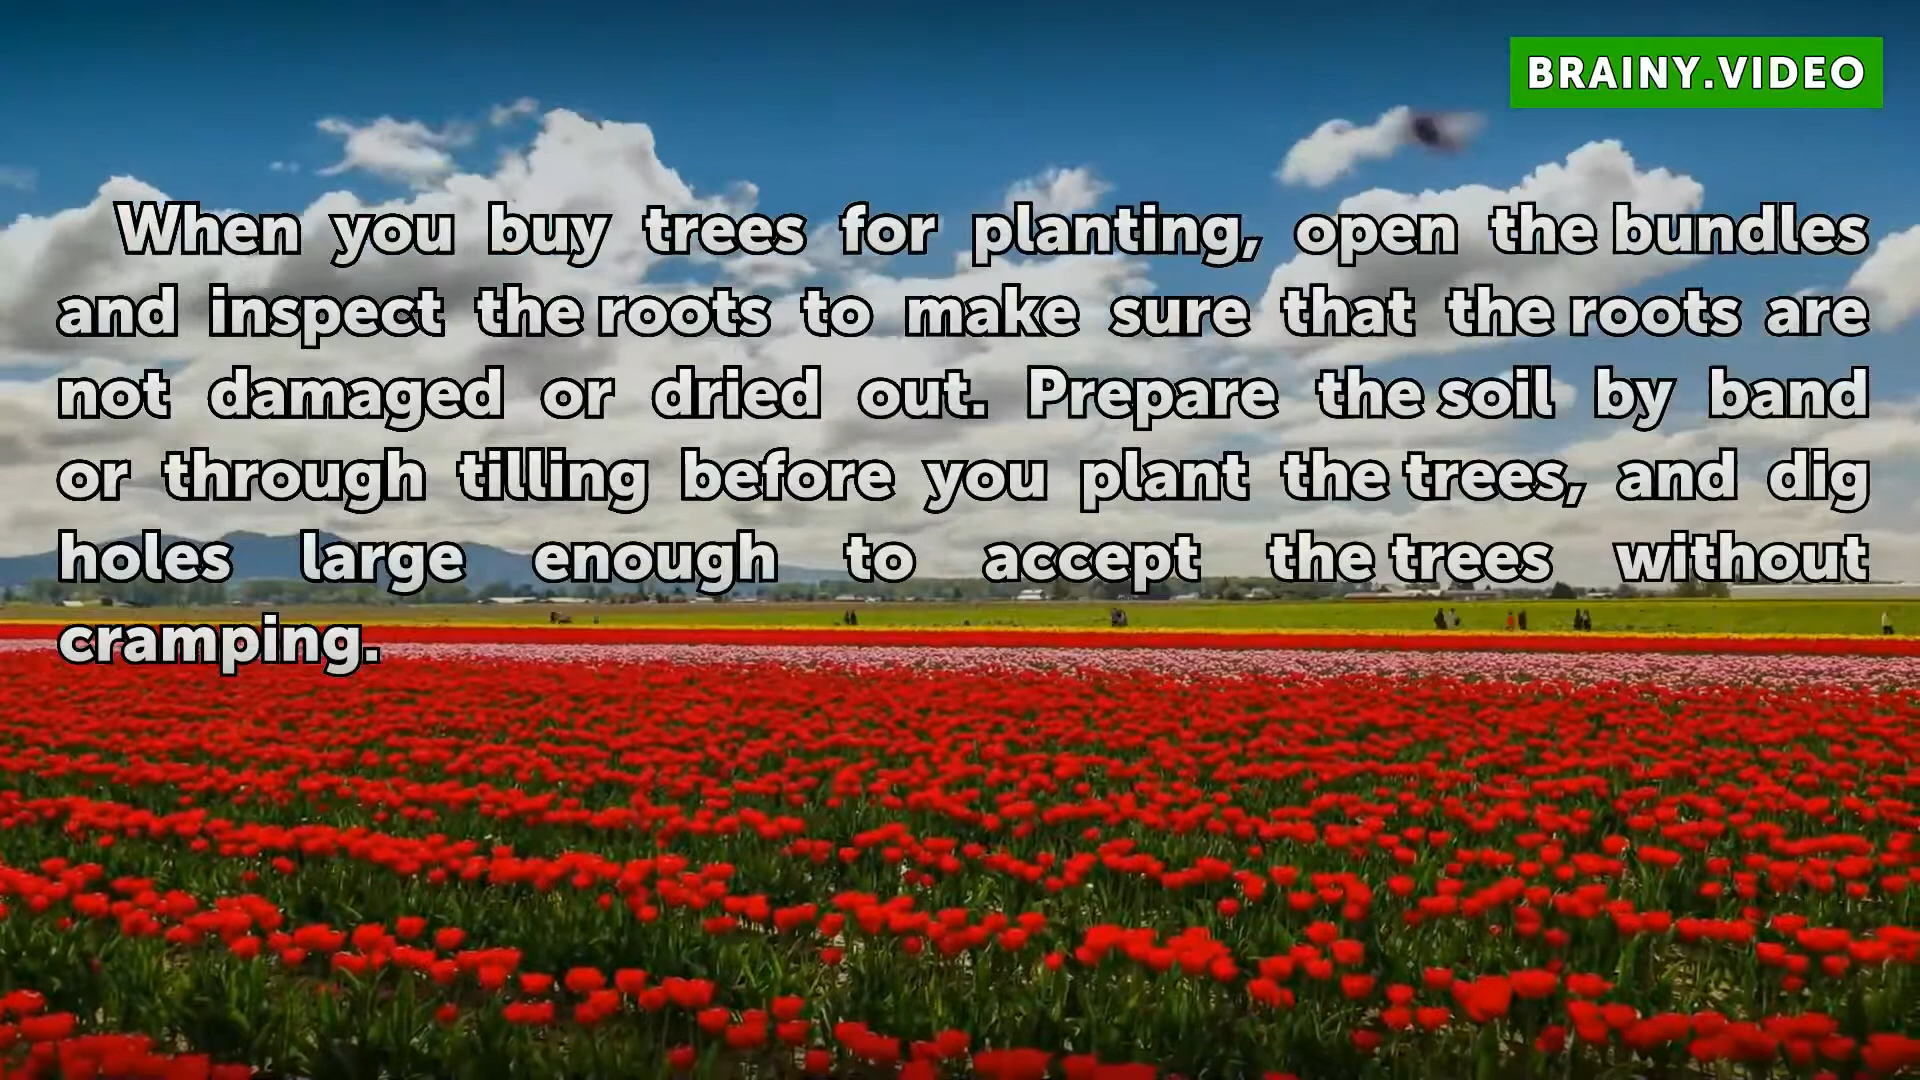 BRAINY.VIDEO
When you buy trees for planting, open the bundles
and inspect the roots to make sure that the roots are
not damaged or dried out. Prepare the soil by band
or through tilling before you plant the trees, and dig
holes large enough to accept the trees without
cramping.